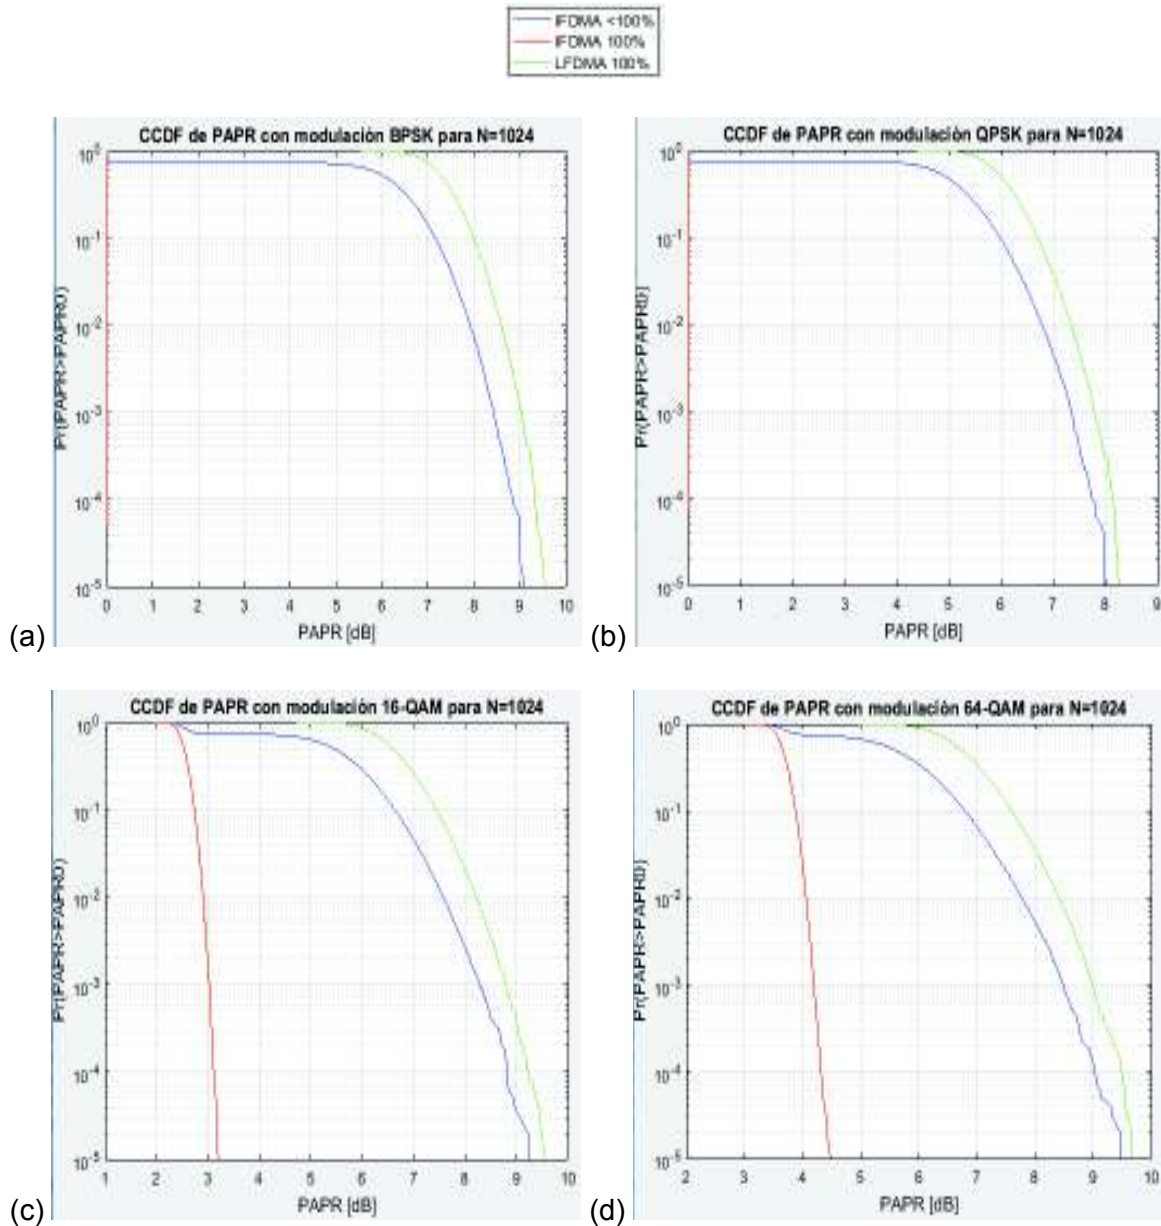 IFDMA <100%
IFDMA 100%
LFDMA 100%
CCDF de PAPR con modulación BPSK para N=1024
Pr(PAPR>PAPR0)
10^0
10^-1
10^-2
10^-3
10^-4
10^-5
0 1 2 3 4 5 6 7 8 9 10
PAPR [dB]
(a)
CCDF de PAPR con modulación QPSK para N=1024
Pr(PAPR>PAPR0)
10^0
10^-1
10^-2
10^-3
10^-4
10^-5
0 1 2 3 4 5 6 7 8 9
PAPR [dB]
(b)
CCDF de PAPR con modulación 16-QAM para N=1024
Pr(PAPR>PAPR0)
10^0
10^-1
10^-2
10^-3
10^-4
10^-5
1 2 3 4 5 6 7 8 9 10
PAPR [dB]
(c)
CCDF de PAPR con modulación 64-QAM para N=1024
Pr(PAPR>PAPR0)
10^0
10^-1
10^-2
10^-3
10^-4
10^-5
2 3 4 5 6 7 8 9 10
PAPR [dB]
(d)